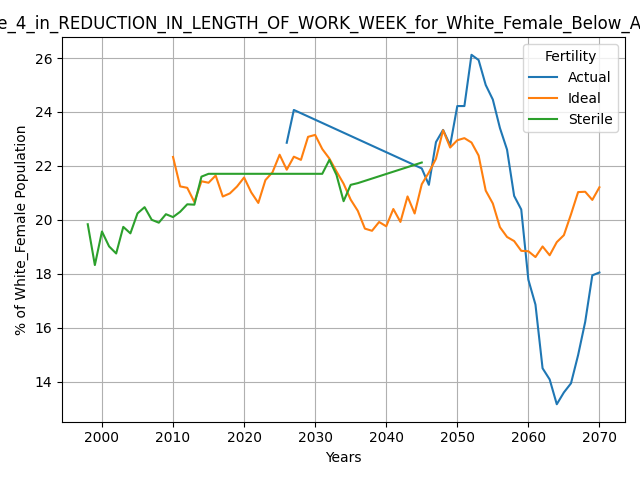 e_4_in_REDUCTION_IN_LENGTH_OF_WORK_WEEK_for_White_Female_Below_A
Fertility
Actual
Ideal
Sterile
% of White_Female Population
26
24
22
20
18
16
14
2000 2010 2020 2030 2040 2050 2060 2070
Years